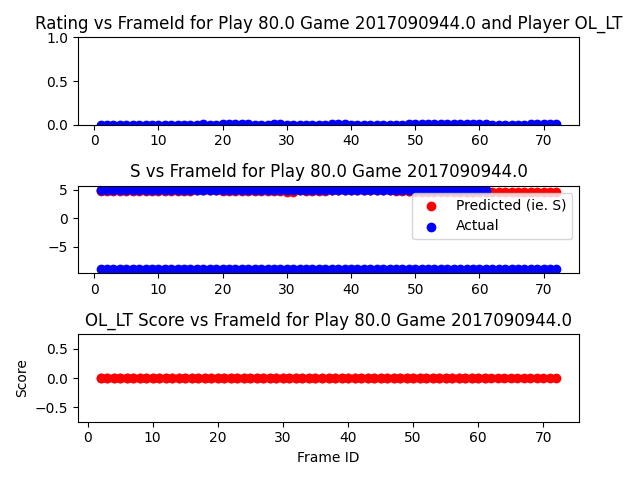 Rating vs FrameId for Play 80.0 Game 2017090944.0 and Player OL_LT
1.0
0.5
0.0
0 10 20 30 40 50 60 70
S vs FrameId for Play 80.0 Game 2017090944.0
5
0
−5
Predicted (ie. S)
Actual
0 10 20 30 40 50 60 70
OL_LT Score vs FrameId for Play 80.0 Game 2017090944.0
0.5
0.0
−0.5
Score
0 10 20 30 40 50 60 70
Frame ID